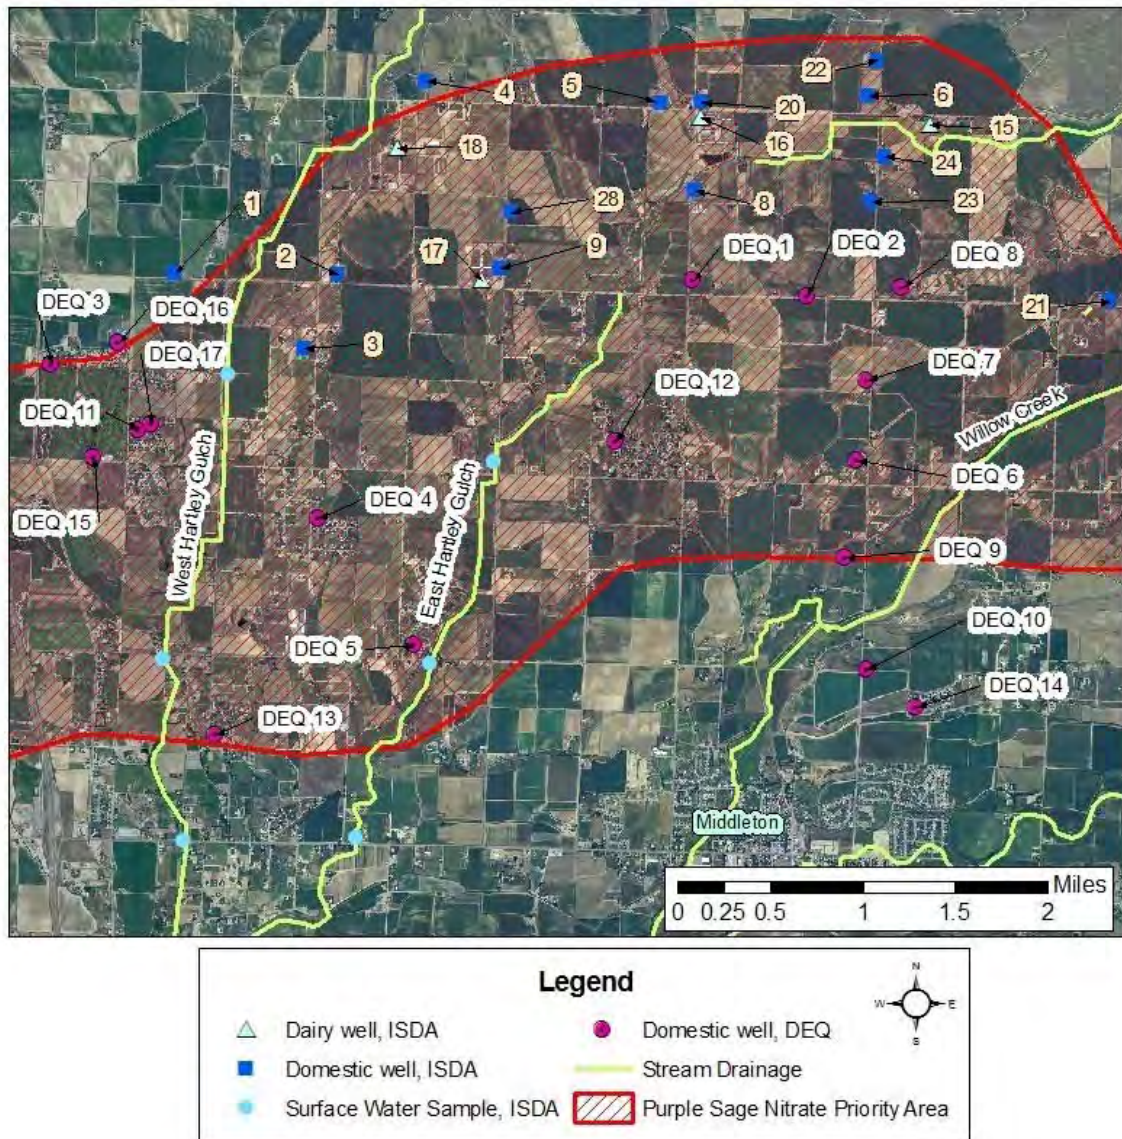 22
5
6
4
20
15
18
16
24
1
28
8
23
2
17
9
DEQ 1
DEQ 2
DEQ 8
DEQ 3
DEQ 16
21
DEQ 17
3
DEQ 7
DEQ 11
DEQ 12
Willow Creek
DEQ 6
DEQ 4
DEQ 15
West Hartley Gulch
East Hartley Gulch
DEQ 9
DEQ 5
DEQ 10
DEQ 14
DEQ 13
Middleton
Miles
0 0.25 0.5 1 1.5 2
Legend
N
W E
S
Dairy well, ISDA
Domestic well, DEQ
Domestic well, ISDA
Stream Drainage
Surface Water Sample, ISDA
Purple Sage Nitrate Priority Area